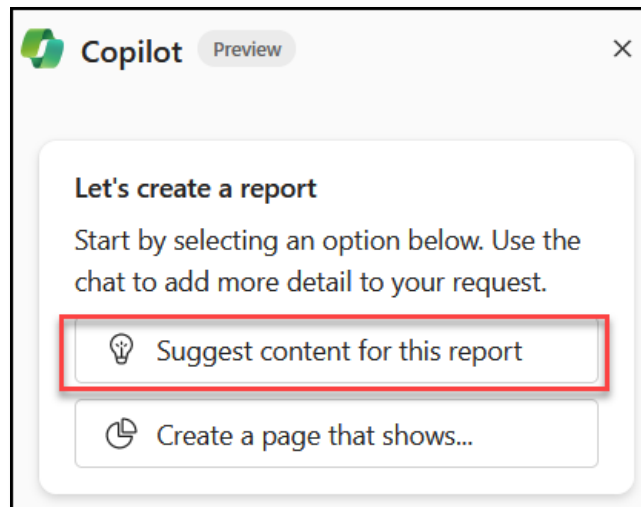 Copilot Preview
Let's create a report
Start by selecting an option below. Use the
chat to add more detail to your request.
Suggest content for this report
Create a page that shows...